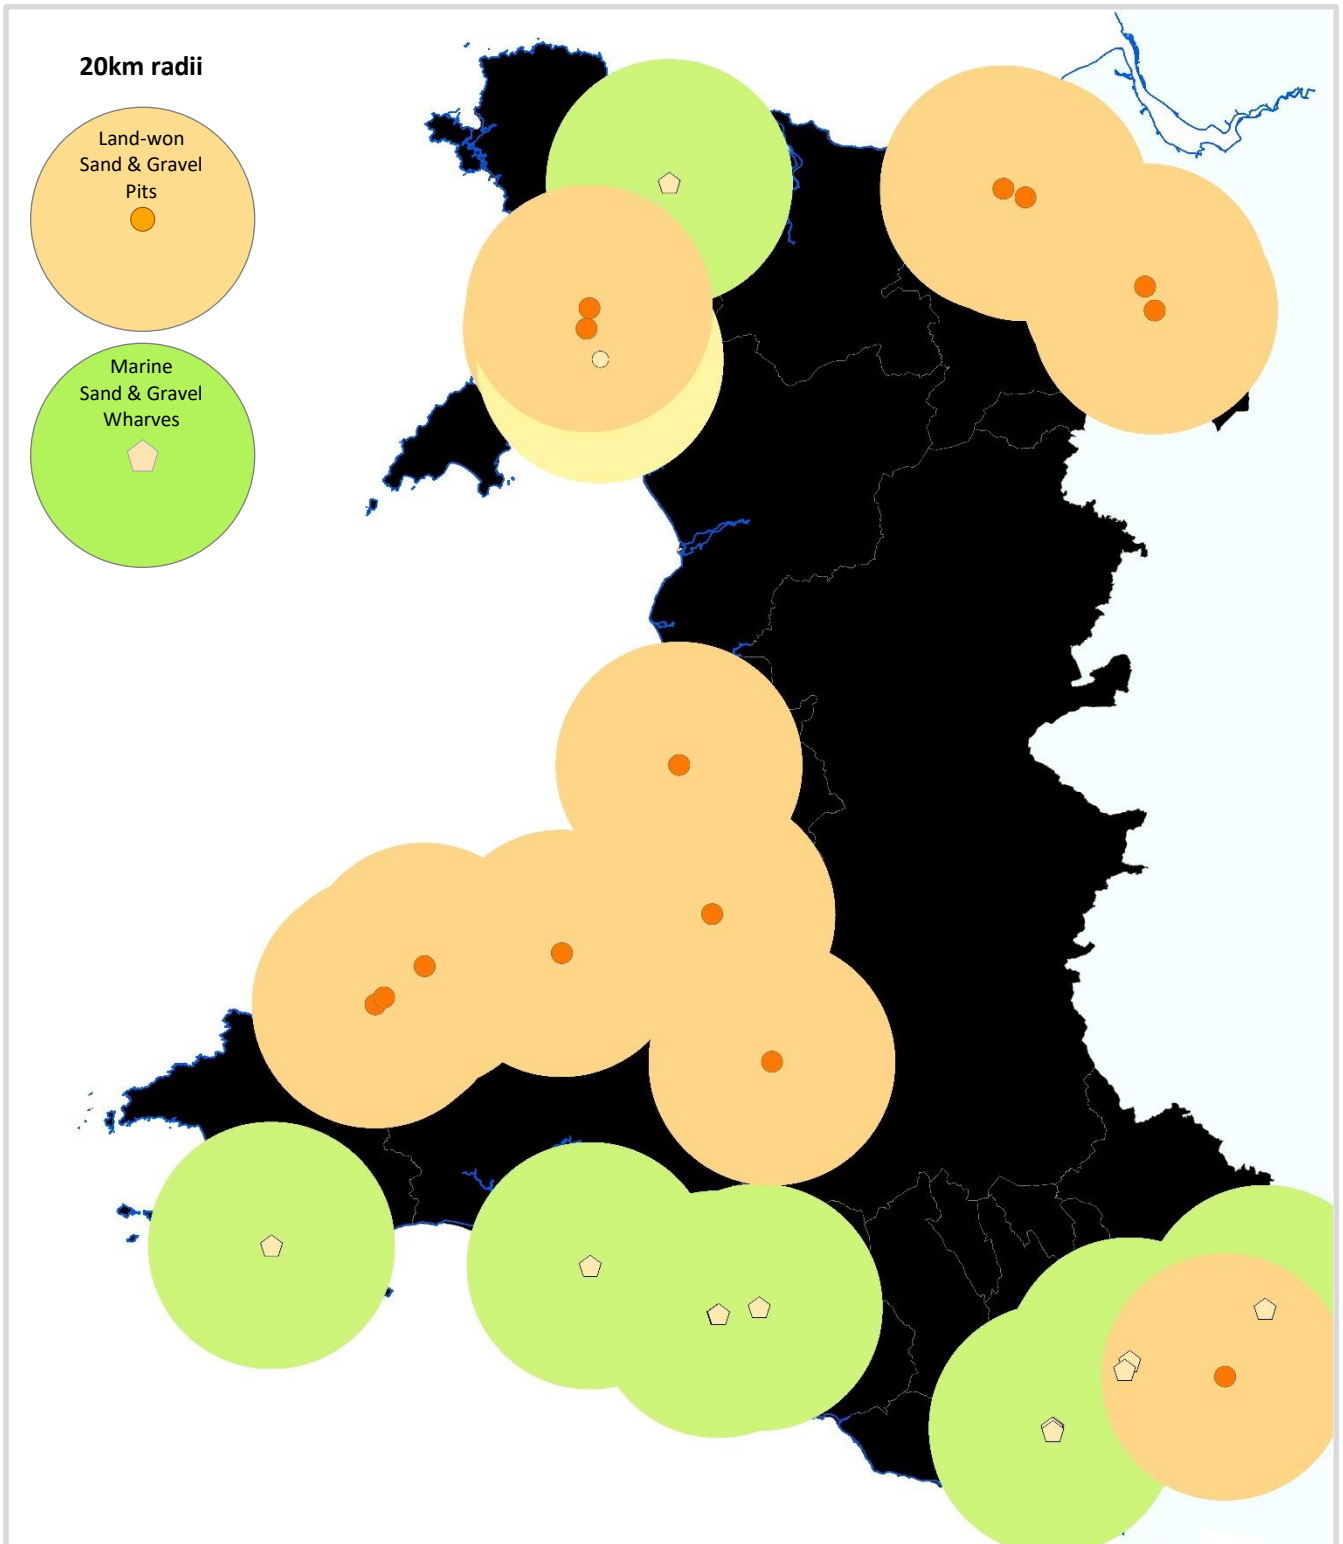 20km radii
Land-won
Sand & Gravel
Pits
Marine
Sand & Gravel
Wharves